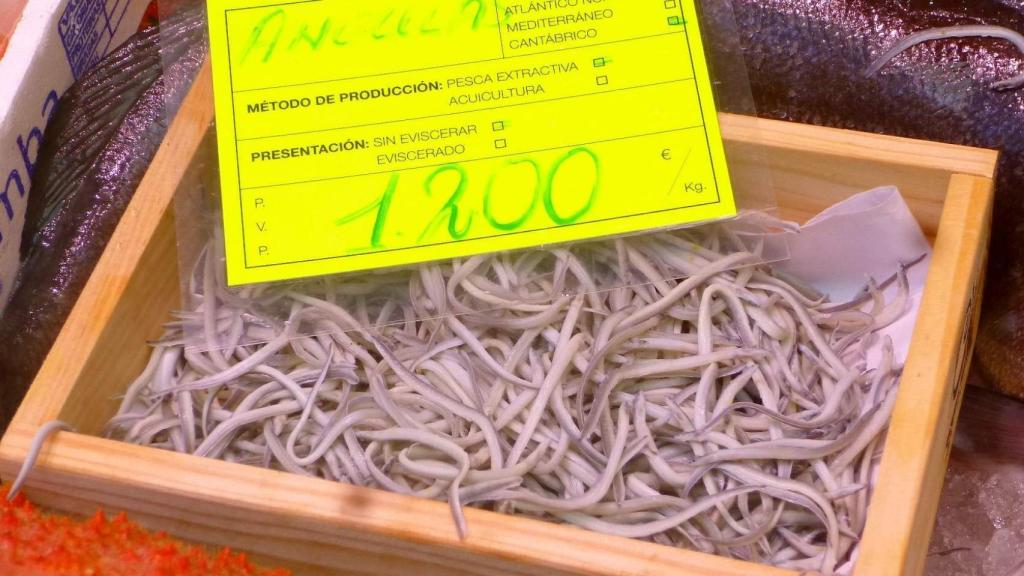 ANGULAS
ATLÁNTICO NO
MEDITERRÁNEO
CANTÁBRICO
MÉTODO DE PRODUCCIÓN: PESCA EXTRACTIVA
ACUICULTURA
PRESENTACIÓN: SIN EVISCERAR
EVISCERADO
P.
V.
P.
1.200 € / Kg.